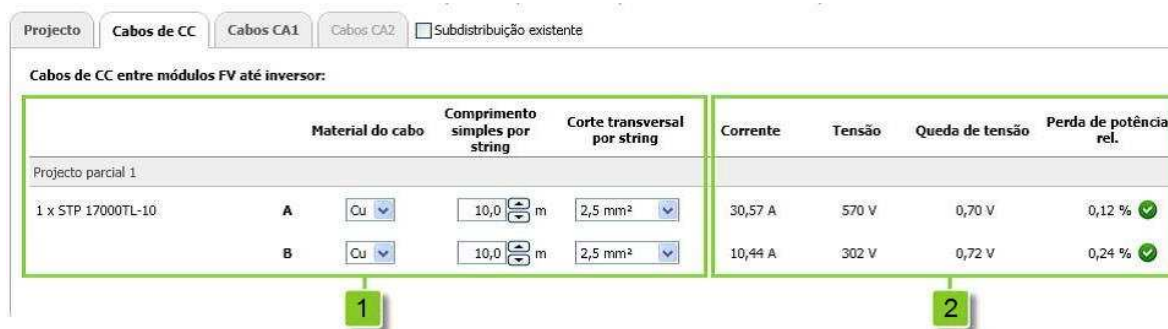 Projecto Cabos de CC Cabos CA1 Cabos CA2 Subdistribuição existente
Cabos de CC entre módulos FV até inversor:
Material do cabo Comprimento simples por string Corte transversal por string Corrente Tensão Queda de tensão Perda de potência rel.
Projecto parcial 1
1 x STP 17000TL-10 A Cu 10,0 m 2,5 mm² 30,57 A 570 V 0,70 V 0,12 %
B Cu 10,0 m 2,5 mm² 10,44 A 302 V 0,72 V 0,24 %
1 2